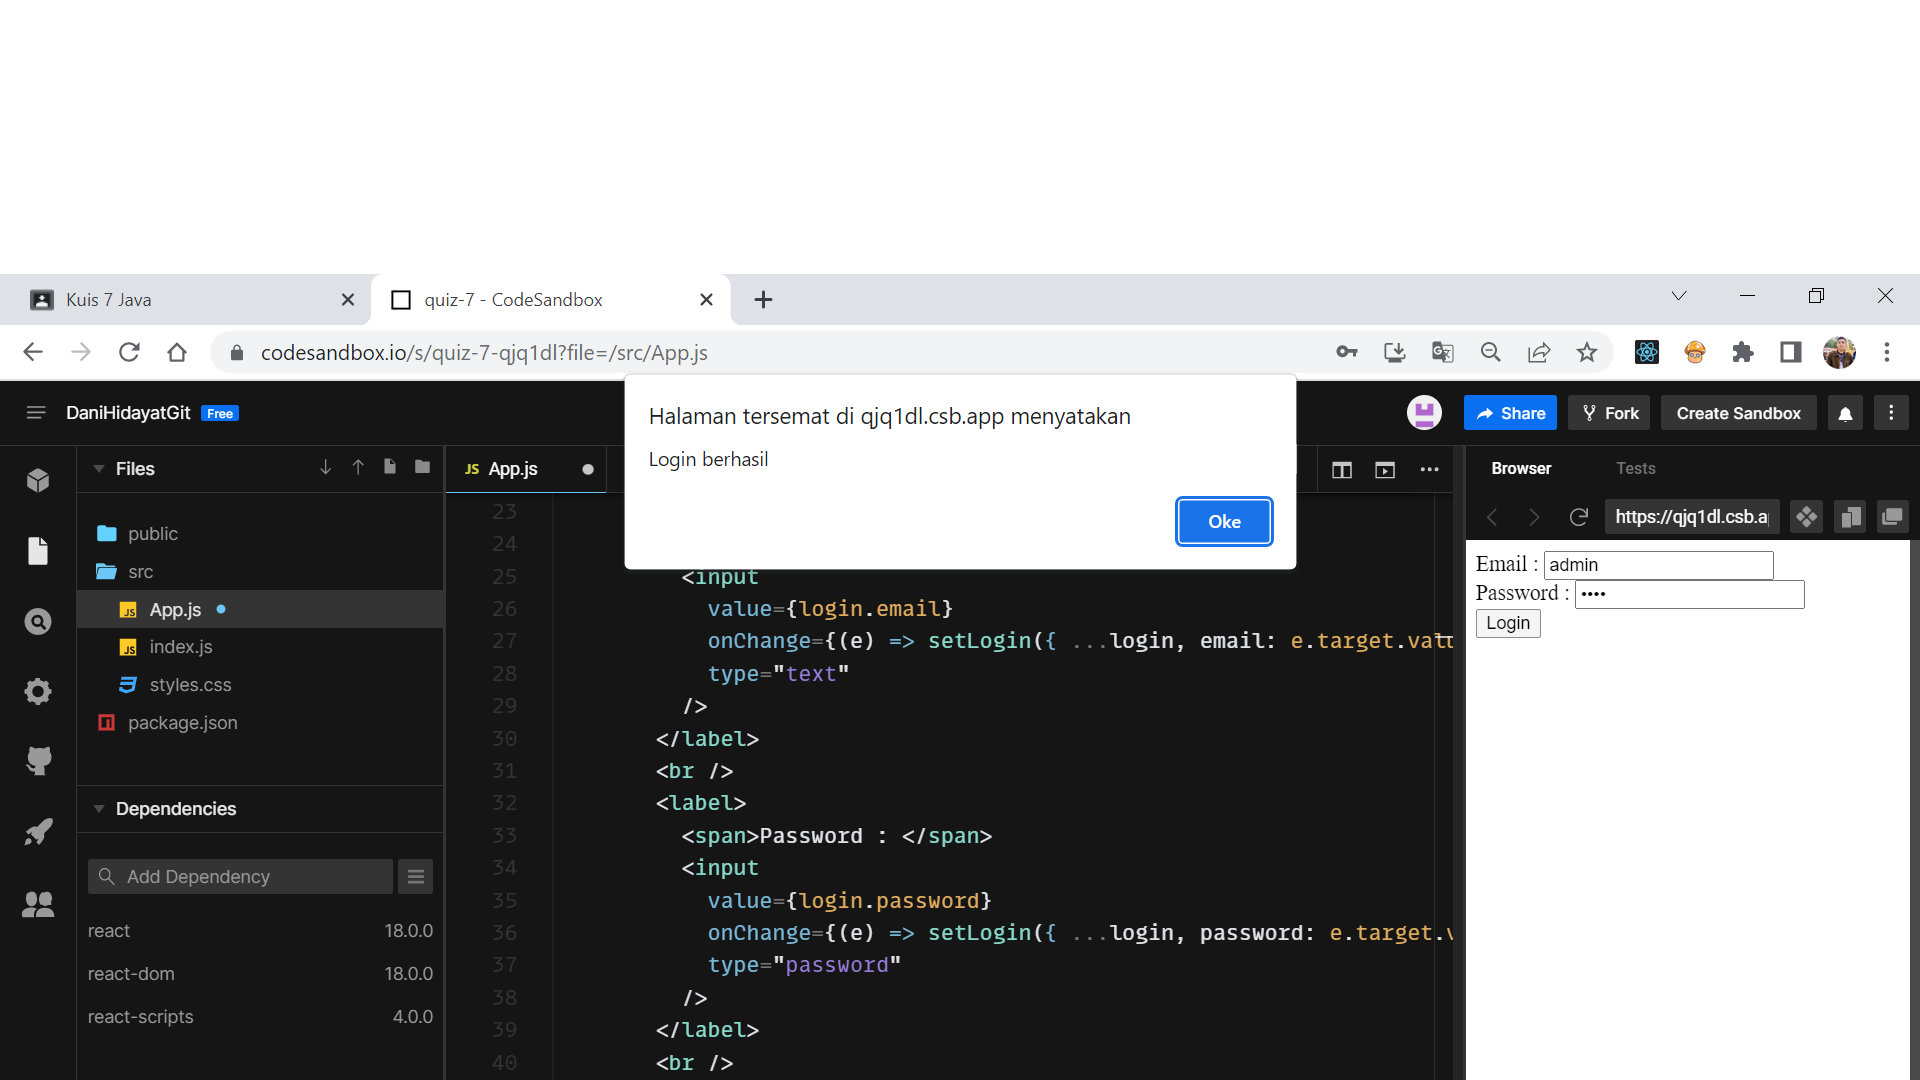 Kuis 7 Java
quiz-7 - CodeSandbox
codesandbox.io/s/quiz-7-qjq1dl?file=/src/App.js
DaniHidayatGit Free
Halaman tersemat di qjq1dl.csb.app menyatakan
Login berhasil
Oke
Share
Fork
Create Sandbox
Files
public
src
JS App.js
JS index.js
styles.css
package.json
Dependencies
Add Dependency
react 18.0.0
react-dom 18.0.0
react-scripts 4.0.0
JS App.js
23
24
25 <input
26 value={login.email}
27 onChange={(e) => setLogin({ ...login, email: e.target.valu
28 type="text"
29 />
30 </label>
31 <br />
32 <label>
33 <span>Password : </span>
34 <input
35 value={login.password}
36 onChange={(e) => setLogin({ ...login, password: e.target.v
37 type="password"
38 />
39 </label>
40 <br />
Browser Tests
https://qjq1dl.csb.a
Email : admin
Password : ••••
Login